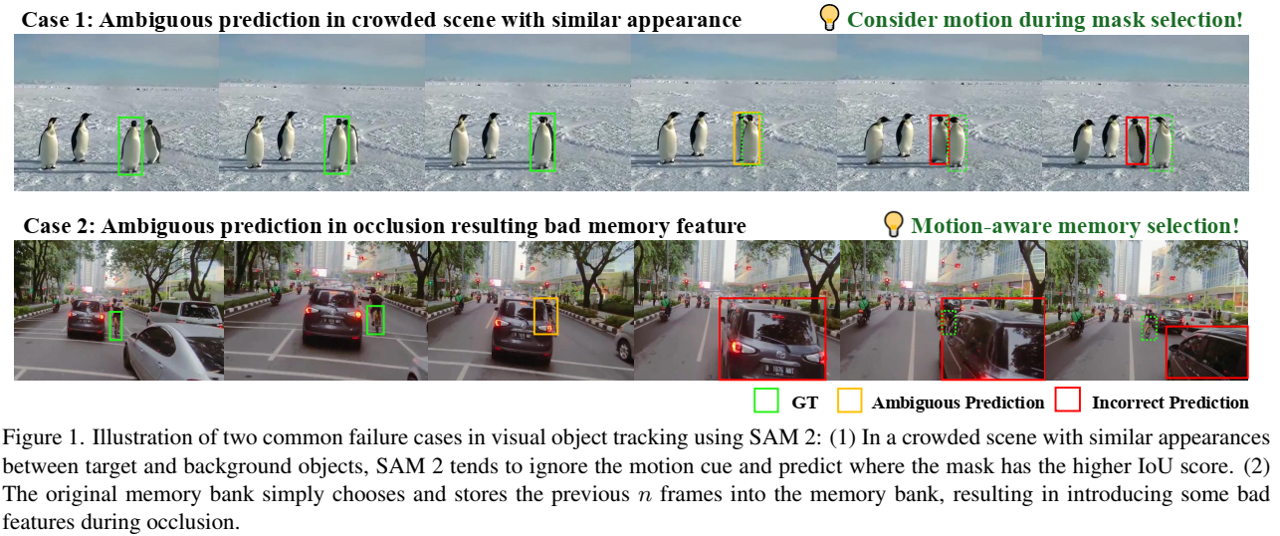 Case 1: Ambiguous prediction in crowded scene with similar appearance
Consider motion during mask selection!
Case 2: Ambiguous prediction in occlusion resulting bad memory feature
Motion-aware memory selection!
GT
Ambiguous Prediction
Incorrect Prediction
Figure 1. Illustration of two common failure cases in visual object tracking using SAM 2: (1) In a crowded scene with similar appearances
between target and background objects, SAM 2 tends to ignore the motion cue and predict where the mask has the higher IoU score. (2)
The original memory bank simply chooses and stores the previous n frames into the memory bank, resulting in introducing some bad
features during occlusion.